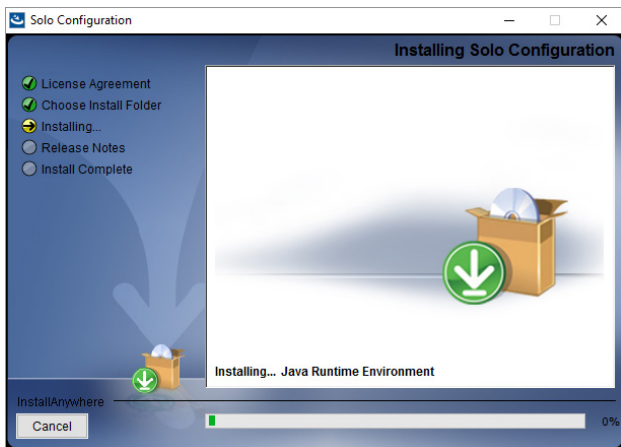 Solo Configuration
Installing Solo Configuration
License Agreement
Choose Install Folder
Installing...
Release Notes
Install Complete
Installing... Java Runtime Environment
InstallAnywhere
Cancel
0%